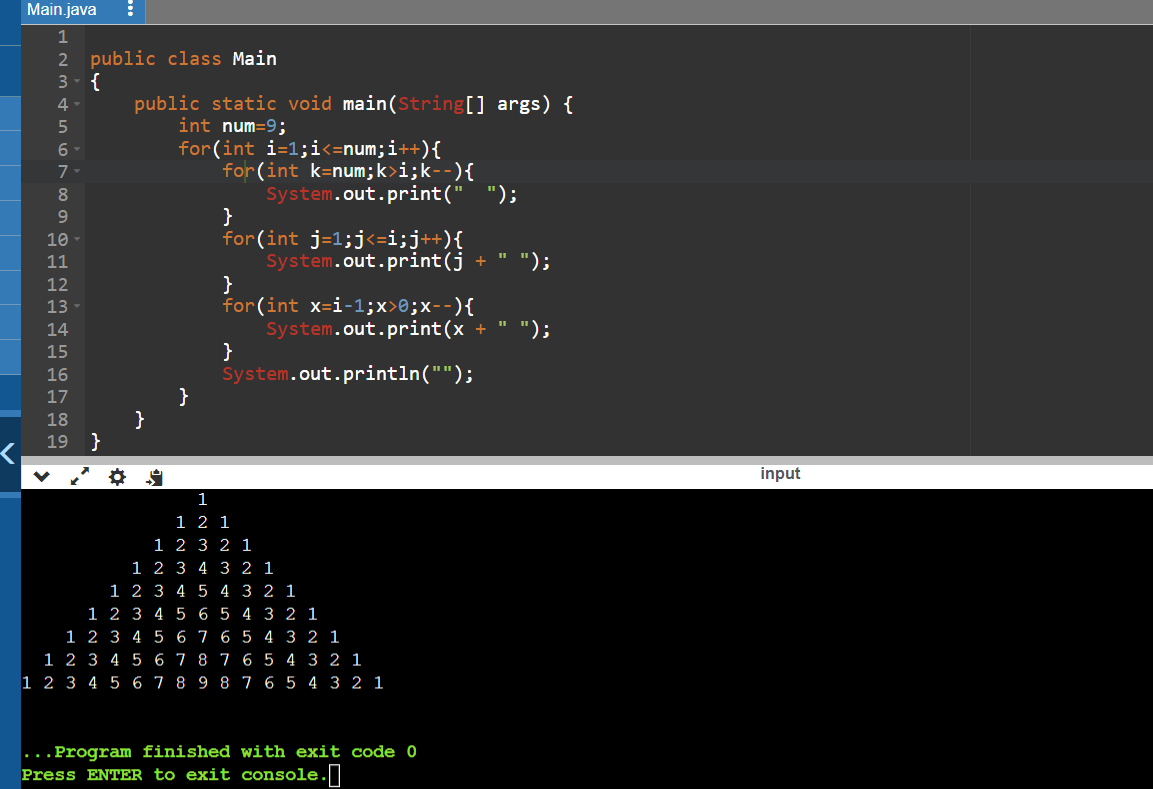 Main.java
1
2 public class Main
3 {
4     public static void main(String[] args) {
5         int num=9;
6         for(int i=1;i<=num;i++){
7             for(int k=num;k>i;k--){
8                 System.out.print("  ");
9             }
10             for(int j=1;j<=i;j++){
11                 System.out.print(j + " ");
12             }
13             for(int x=i-1;x>0;x--){
14                 System.out.print(x + " ");
15             }
16             System.out.println("");
17         }
18     }
19 }
input
                1
              1 2 1
            1 2 3 2 1
          1 2 3 4 3 2 1
        1 2 3 4 5 4 3 2 1
      1 2 3 4 5 6 5 4 3 2 1
    1 2 3 4 5 6 7 6 5 4 3 2 1
  1 2 3 4 5 6 7 8 7 6 5 4 3 2 1
1 2 3 4 5 6 7 8 9 8 7 6 5 4 3 2 1
...Program finished with exit code 0
Press ENTER to exit console.